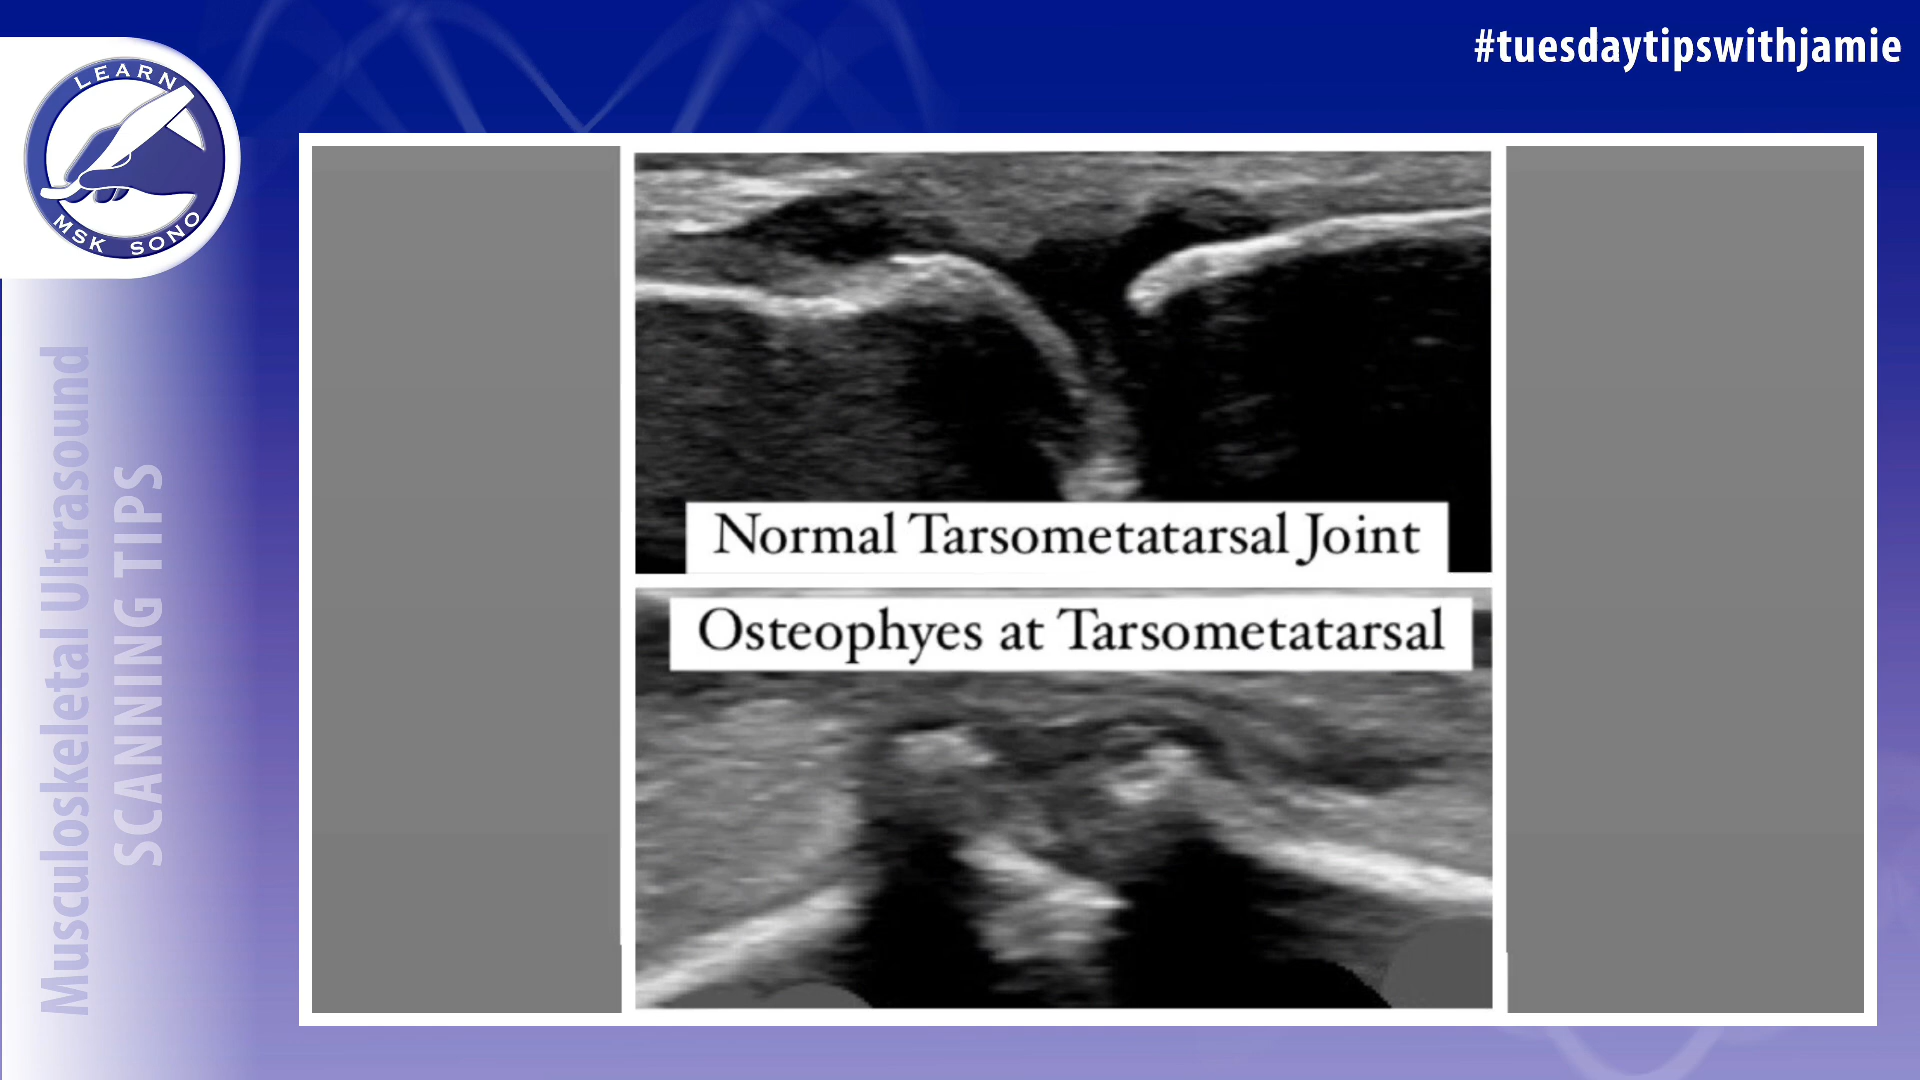 #tuesdaytipswithjamie
LEARN
MSK SONO
Musculoskeletal Ultrasound
SCANNING TIPS
Normal Tarsometatarsal Joint
Osteophyes at Tarsometatarsal